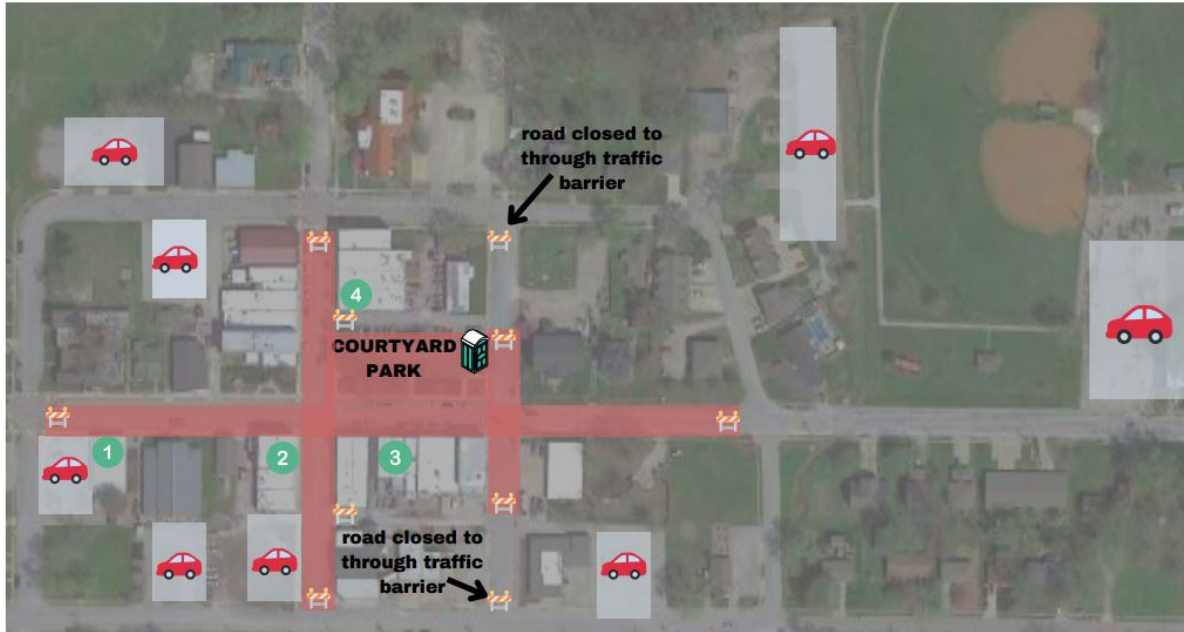 road closed to
through traffic
barrier
4
COURTYARD
PARK
1
2
3
road closed to
through traffic
barrier